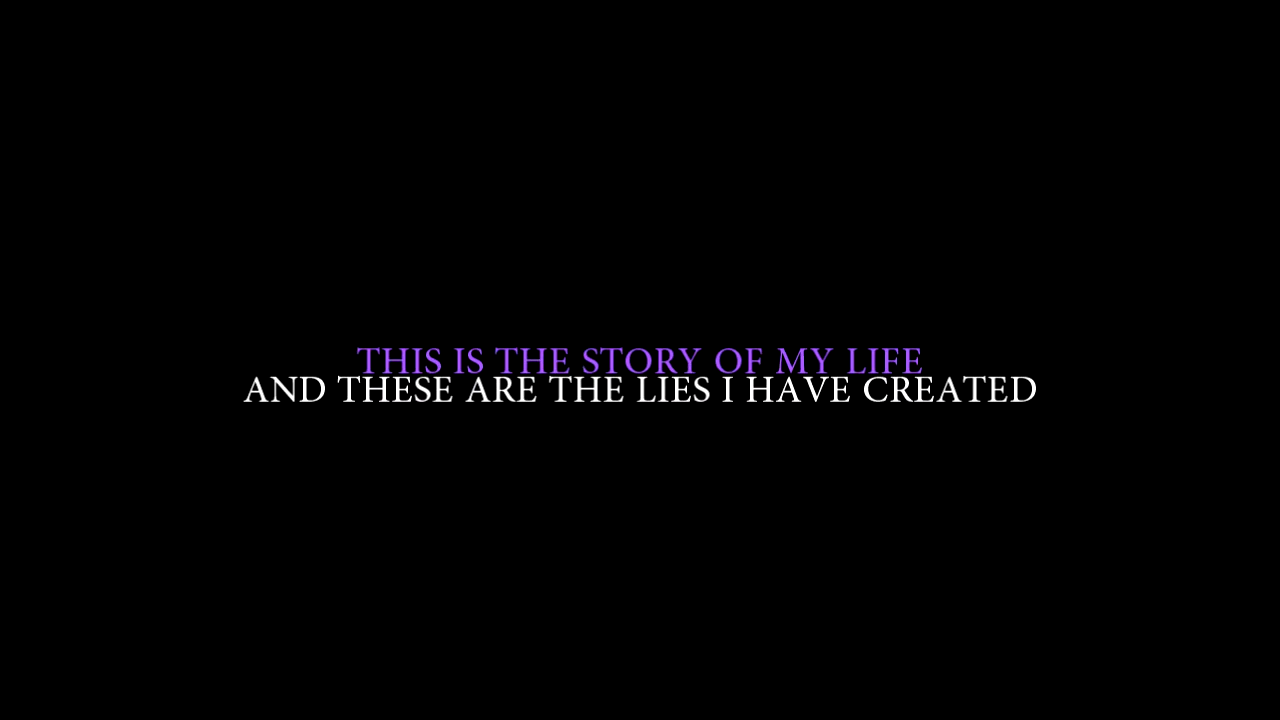 THIS IS THE STORY OF MY LIFE
AND THESE ARE THE LIES I HAVE CREATED